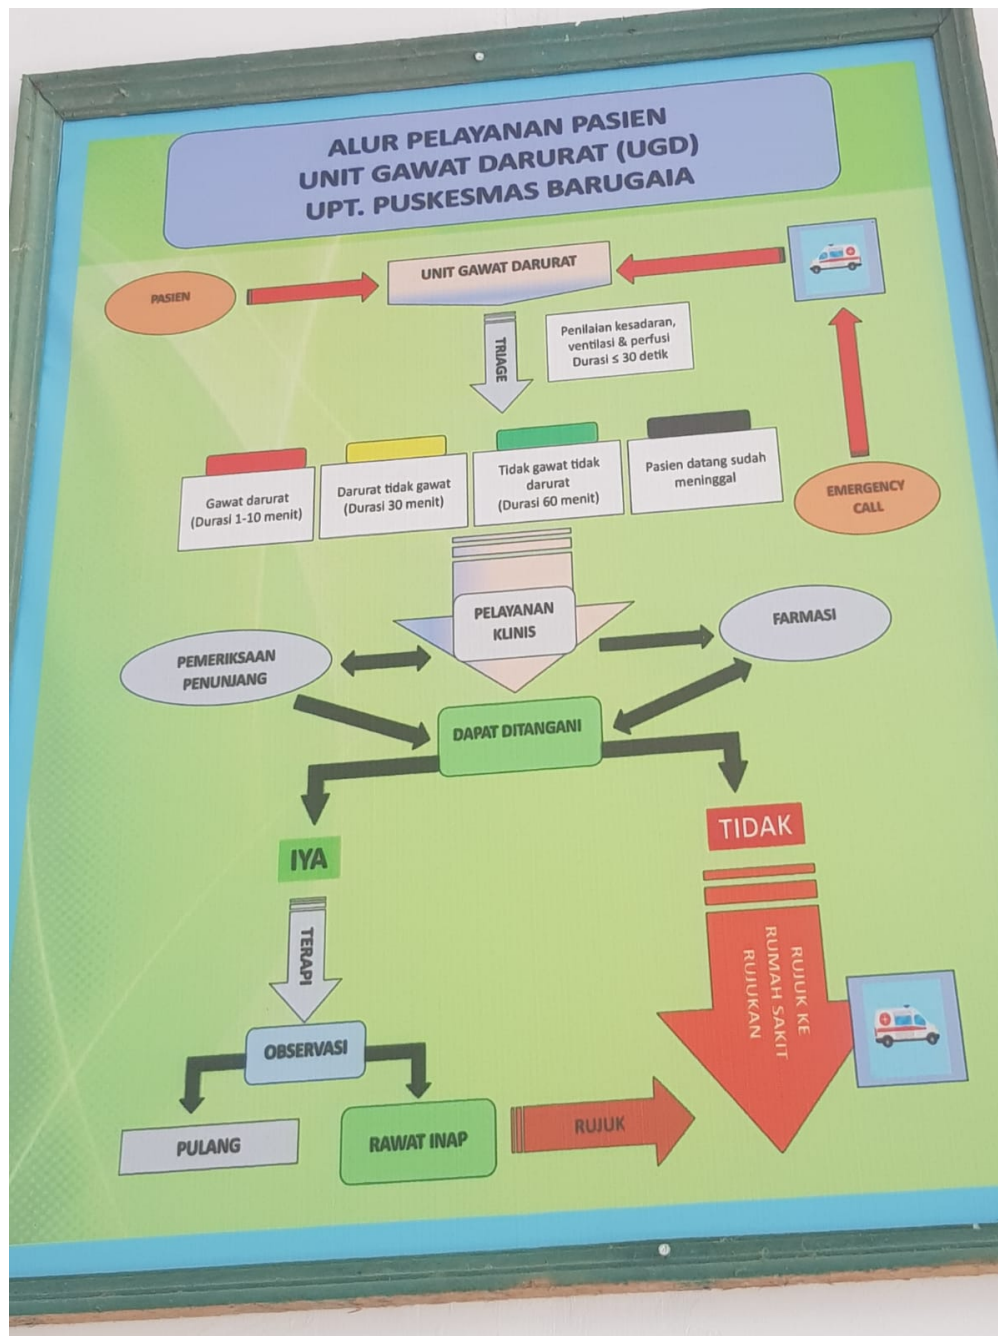 ALUR PELAYANAN PASIEN
UNIT GAWAT DARURAT (UGD)
UPT. PUSKESMAS BARUGAIA
PASIEN
UNIT GAWAT DARURAT
TRIAGE
Penilaian kesadaran,
ventilasi & perfusi
Durasi ≤ 30 detik
Gawat darurat
(Durasi 1-10 menit)
Darurat tidak gawat
(Durasi 30 menit)
Tidak gawat tidak
darurat
(Durasi 60 menit)
Pasien datang sudah
meninggal
EMERGENCY
CALL
PELAYANAN
KLINIS
FARMASI
PEMERIKSAAN
PENUNJANG
DAPAT DITANGANI
IYA
TIDAK
TERAPI
RUJUK KE
RUMAH SAKIT
RUJUKAN
OBSERVASI
PULANG
RAWAT INAP
RUJUK